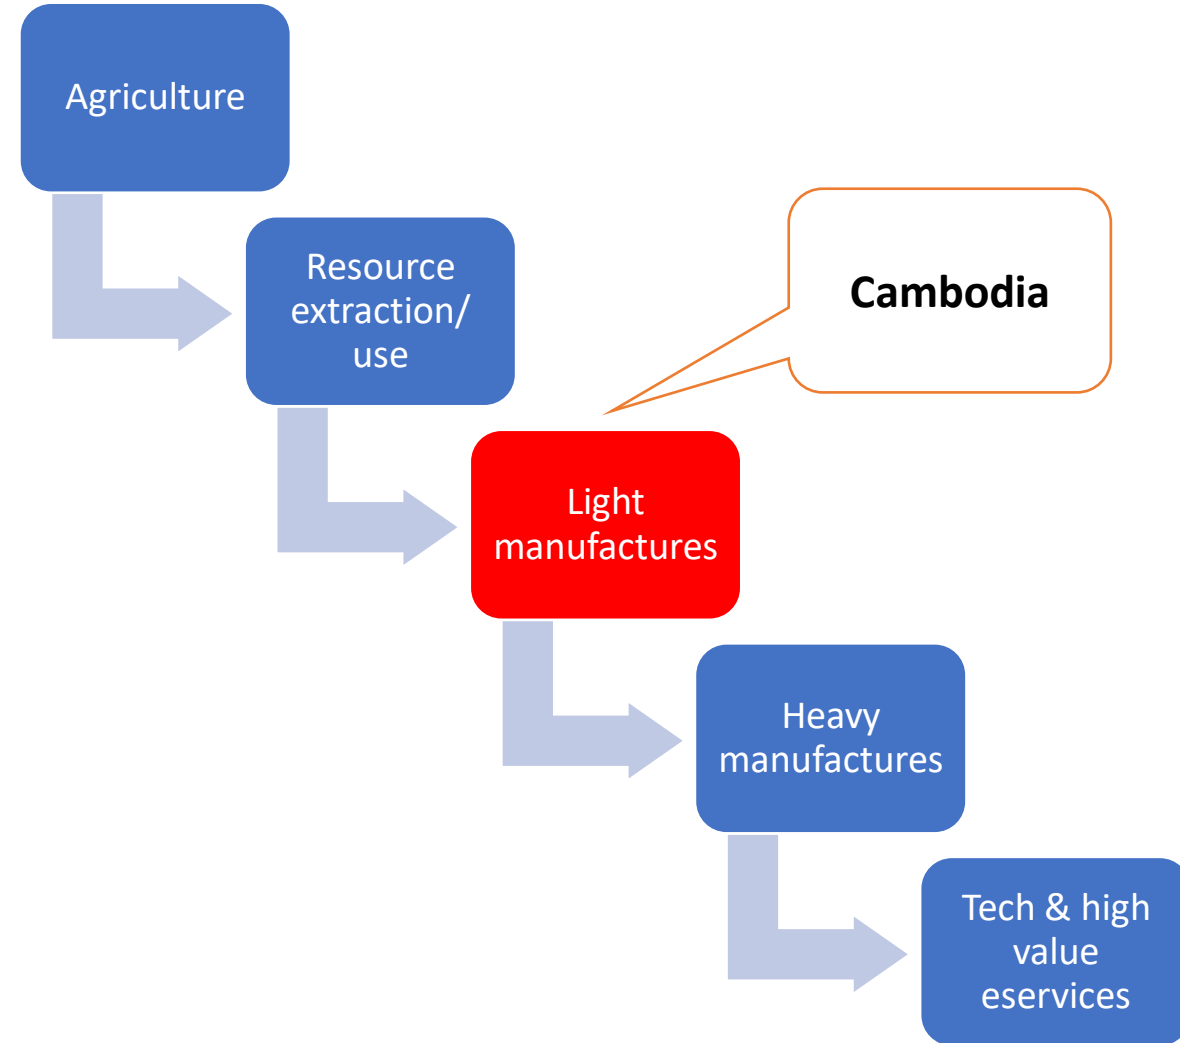 Agriculture
Resource
extraction/
use
Cambodia
Light
manufactures
Heavy
manufactures
Tech & high
value
eservices